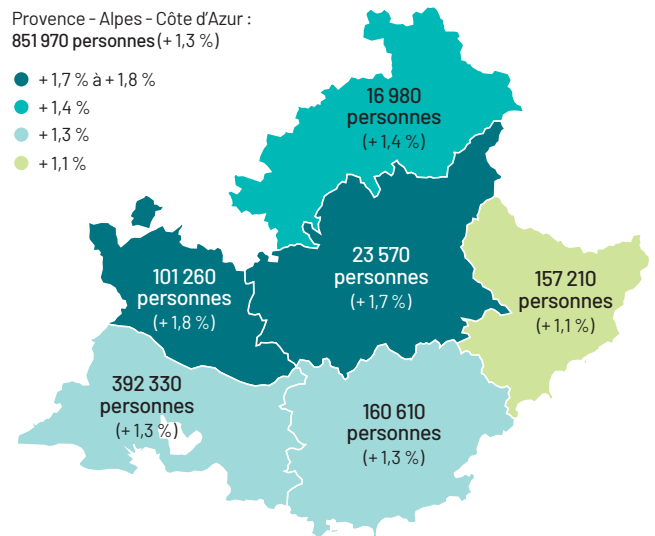 Provence - Alpes - Côte d’Azur :
851 970 personnes (+ 1,3 %)
+ 1,7 % à + 1,8 %
+ 1,4 %
+ 1,3 %
+ 1,1 %
16 980
personnes
(+ 1,4 %)
23 570
personnes
(+ 1,7 %)
101 260
personnes
(+ 1,8 %)
157 210
personnes
(+ 1,1 %)
392 330
personnes
(+ 1,3 %)
160 610
personnes
(+ 1,3 %)